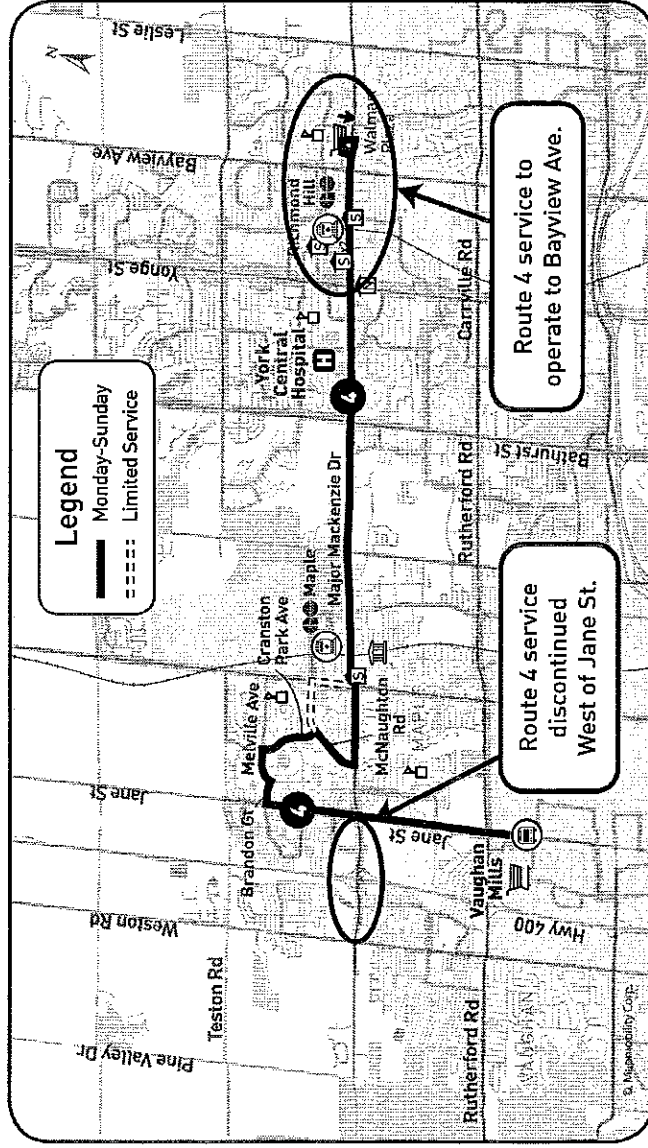 Legend
Monday-Sunday
Limited Service
N
Leslie St
Bayview Ave
Yonge St
Bathurst St
Jane St
Weston Rd
Pine Valley Dr
Teston Rd
Brandon Gt
Melville Ave
Cranston
Park Ave
Maple
Major Mackenzie Dr
York
Central
Hospital
H
4
Richmond
Hill
Walmart
S
S
S
McNaughton
Rd
MAPLE
S
4
Jane St
Vaughan
Mills
Hwy 400
Rutherford Rd
Rutherford Rd
Carrville Rd
VAUGHAN
Route 4 service
discontinued
West of Jane St.
Route 4 service to
operate to Bayview Ave.